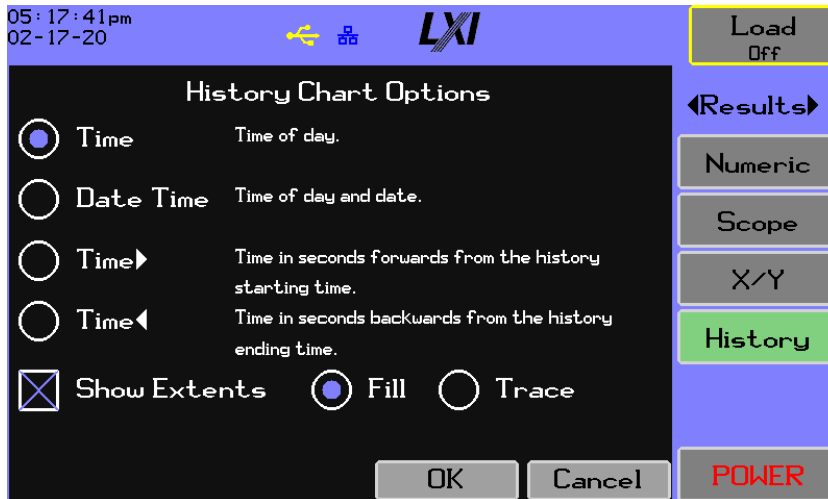 05:17:41pm
02-17-20
LXI
Load
Off
History Chart Options
Time Time of day.
Date Time Time of day and date.
Time▶ Time in seconds forwards from the history
starting time.
Time◀ Time in seconds backwards from the history
ending time.
Show Extents Fill Trace
OK Cancel
◀Results▶
Numeric
Scope
X/Y
History
POWER